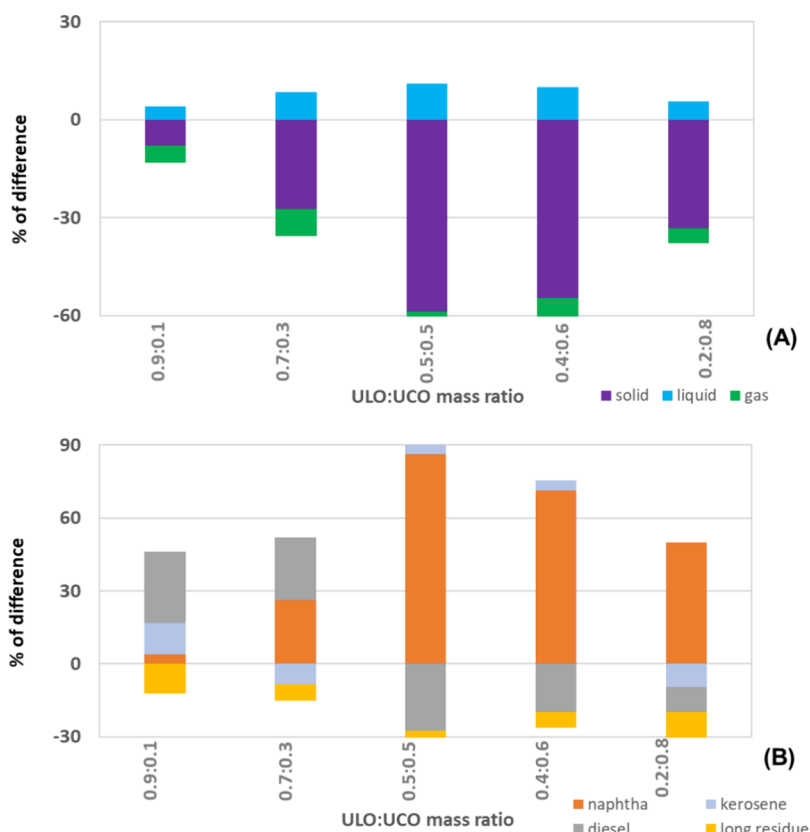 30
0
-30
-60
% of difference
0.9:0.1
0.7:0.3
0.5:0.5
0.4:0.6
0.2:0.8
(A)
ULO:UCO mass ratio
solid liquid gas
90
60
30
0
-30
% of difference
0.9:0.1
0.7:0.3
0.5:0.5
0.4:0.6
0.2:0.8
(B)
ULO:UCO mass ratio
naphtha kerosene
diesel long residue